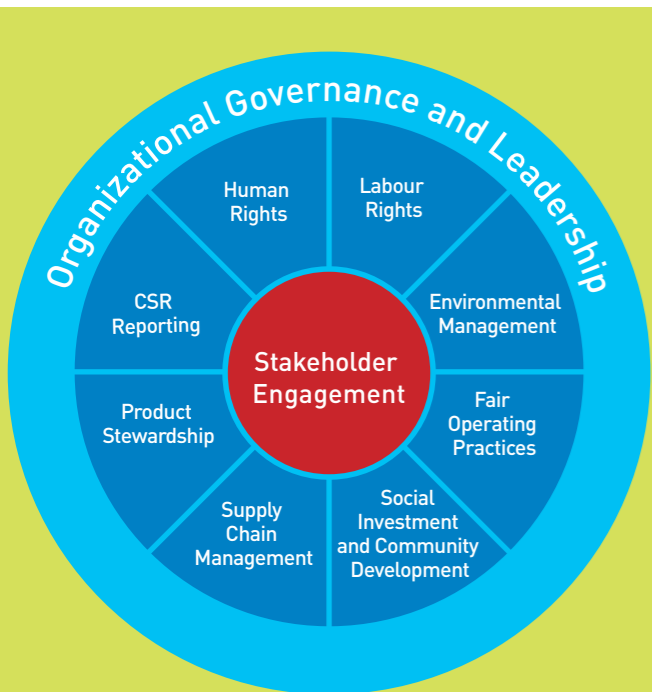 Organizational Governance and Leadership
Human
Rights
Labour
Rights
CSR
Reporting
Environmental
Management
Stakeholder
Engagement
Product
Stewardship
Fair
Operating
Practices
Supply
Chain
Management
Social
Investment
and Community
Development